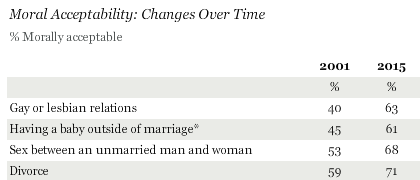 Moral Acceptability: Changes Over Time
% Morally acceptable
2001 2015
% %
Gay or lesbian relations 40 63
Having a baby outside of marriage* 45 61
Sex between an unmarried man and woman 53 68
Divorce 59 71